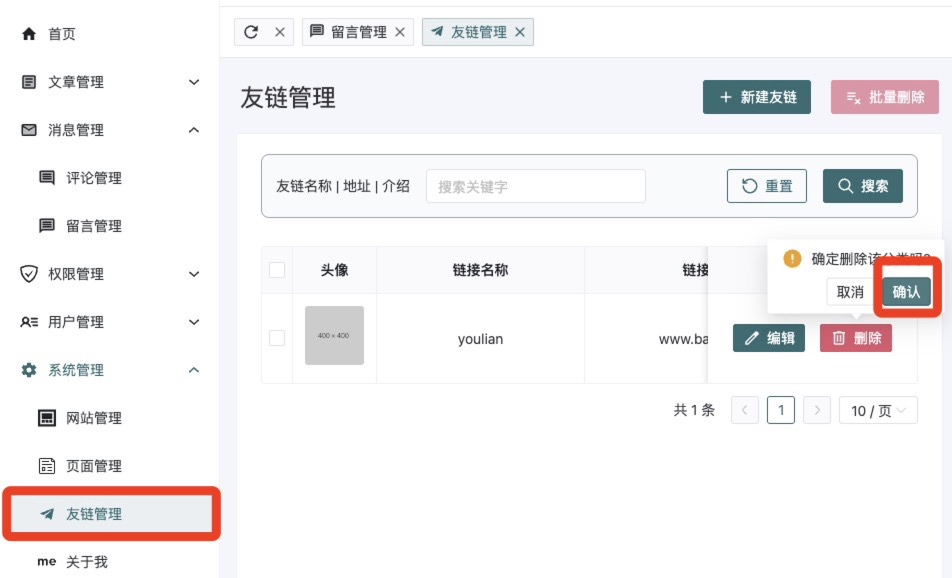 首页
文章管理
消息管理
评论管理
留言管理
权限管理
用户管理
系统管理
网站管理
页面管理
友链管理
me 关于我
留言管理
友链管理
友链管理
新建友链
批量删除
友链名称 | 地址 | 介绍
搜索关键字
重置
搜索
头像
链接名称
链接
确定删除该分类吗?
取消
确认
400 × 400
youlian
www.ba
编辑
删除
共 1 条
1
10 / 页